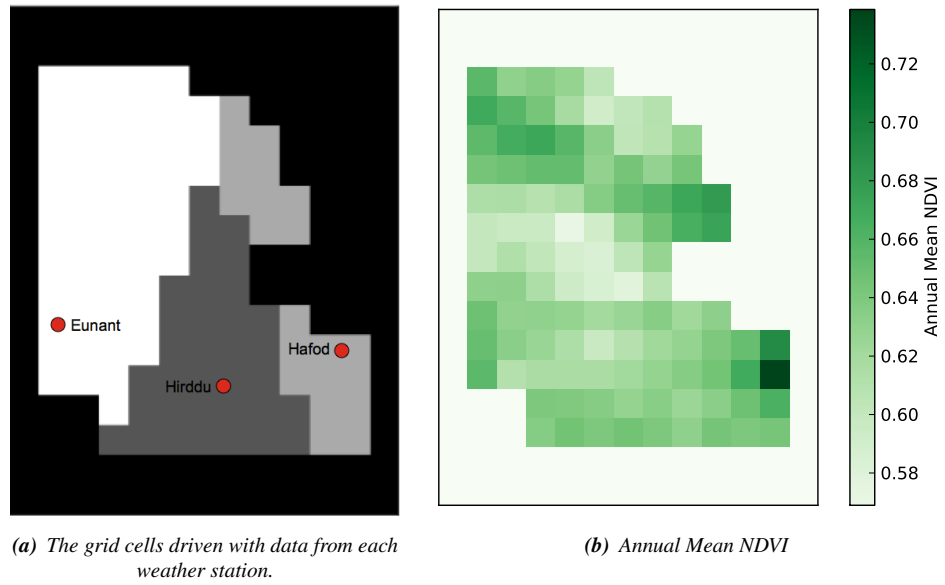 Eunant
Hafod
Hirddu
(a) The grid cells driven with data from each
weather station.
0.72
0.70
0.68
0.66
0.64
0.62
0.60
0.58
Annual Mean NDVI
(b) Annual Mean NDVI